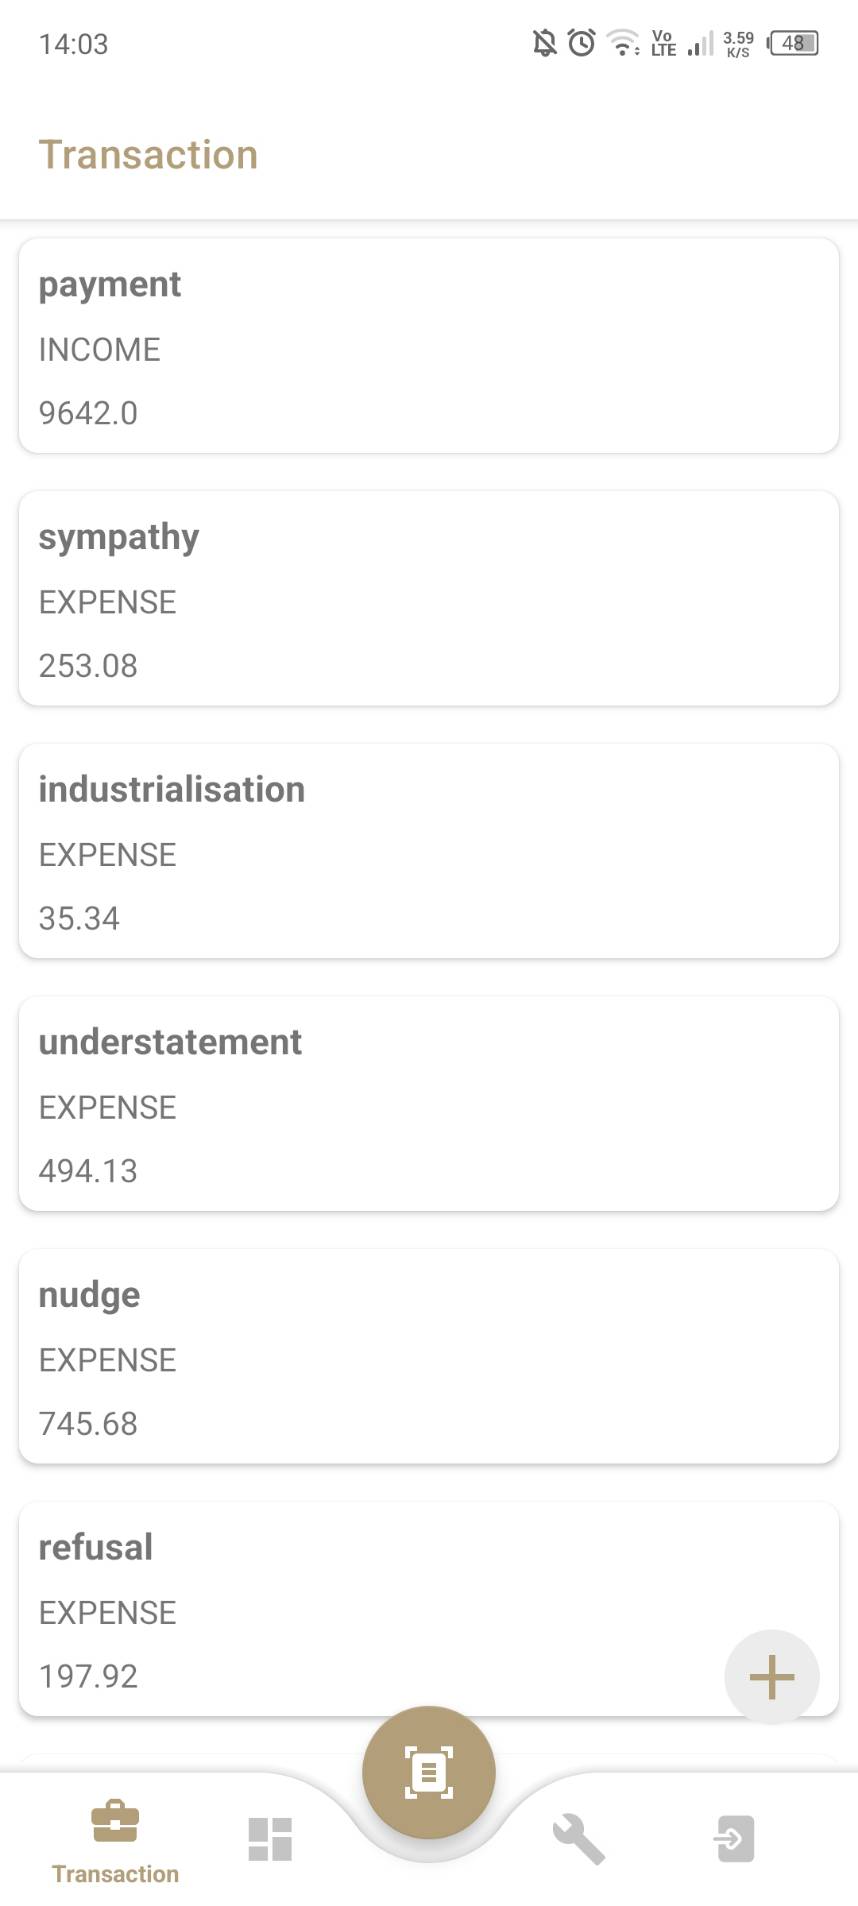 14:03
Vo LTE 3.59 K/S 48
Transaction
payment
INCOME
9642.0
sympathy
EXPENSE
253.08
industrialisation
EXPENSE
35.34
understatement
EXPENSE
494.13
nudge
EXPENSE
745.68
refusal
EXPENSE
197.92
Transaction